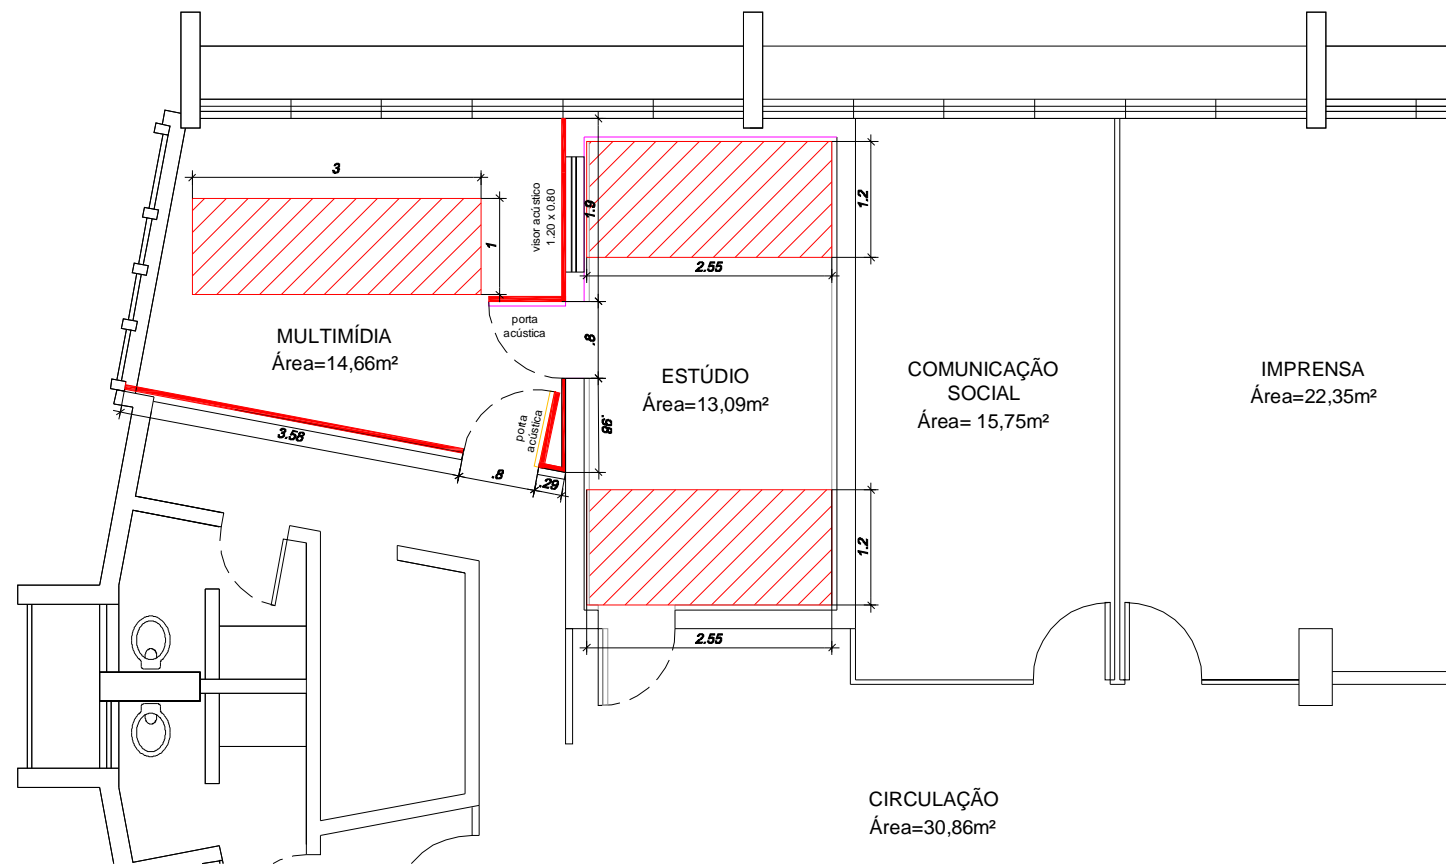 3
1
visor acústico
1.20 x 0.80
1.9
1.2
2.55
porta
acústica
.8
MULTIMÍDIA
Área=14,66m²
ESTÚDIO
Área=13,09m²
COMUNICAÇÃO
SOCIAL
Área= 15,75m²
IMPRENSA
Área=22,35m²
3.58
porta
acústica
.98
.8
.29
1.2
2.55
CIRCULAÇÃO
Área=30,86m²